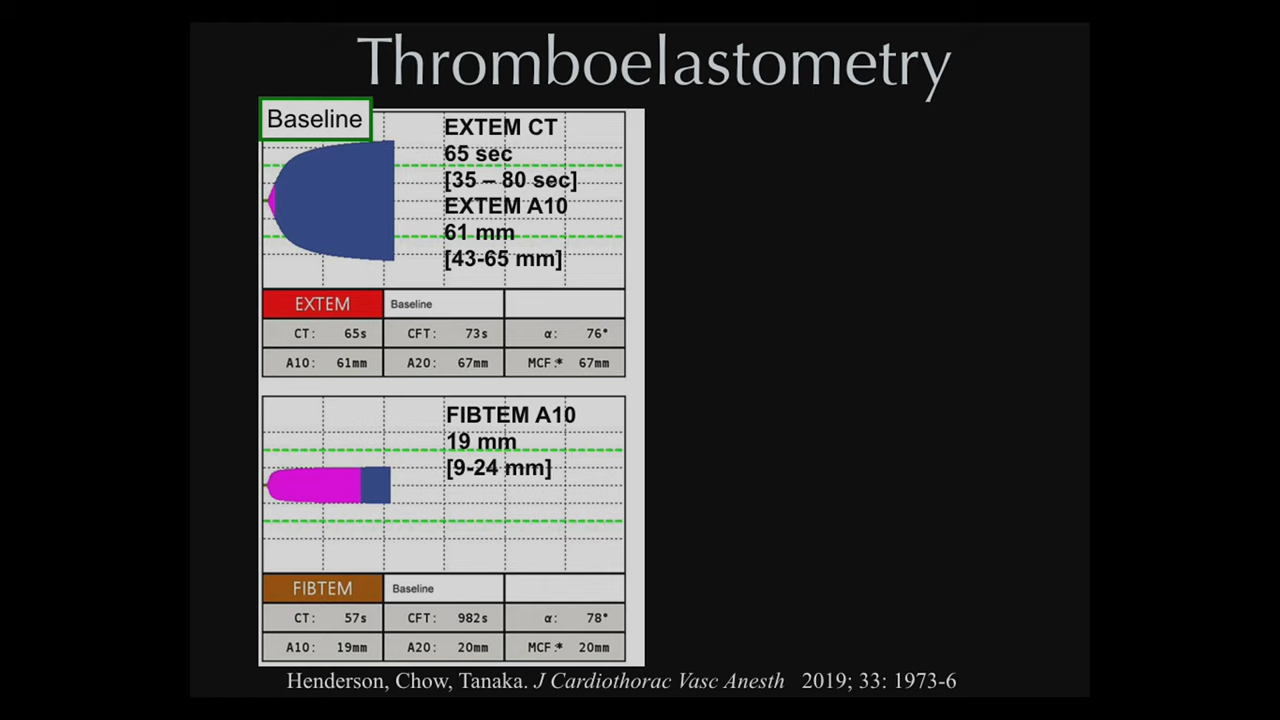 Thromboelastometry
Baseline
EXTEM CT
65 sec
[35 – 80 sec]
EXTEM A10
61 mm
[43-65 mm]
EXTEM Baseline
CT: 65s CFT: 73s α: 76°
A10: 61mm A20: 67mm MCF:* 67mm
FIBTEM A10
19 mm
[9-24 mm]
FIBTEM Baseline
CT: 57s CFT: 982s α: 78°
A10: 19mm A20: 20mm MCF:* 20mm
Henderson, Chow, Tanaka. J Cardiothorac Vasc Anesth 2019; 33: 1973-6